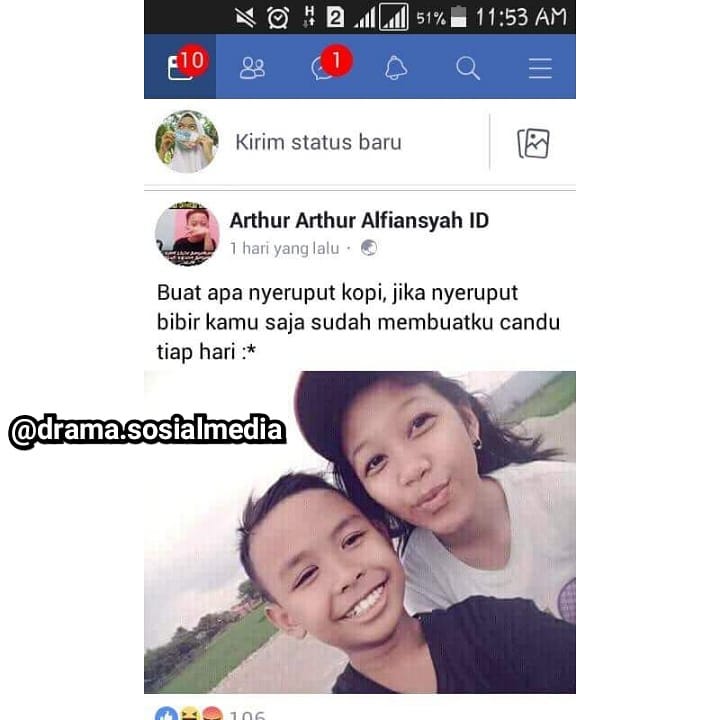 H
2
51%
11:53 AM
10
1
Kirim status baru
Arthur Arthur Alfiansyah ID
1 hari yang lalu ·
Buat apa nyeruput kopi, jika nyeruput
bibir kamu saja sudah membuatku candu
tiap hari :*
@drama.sosialmedia
106